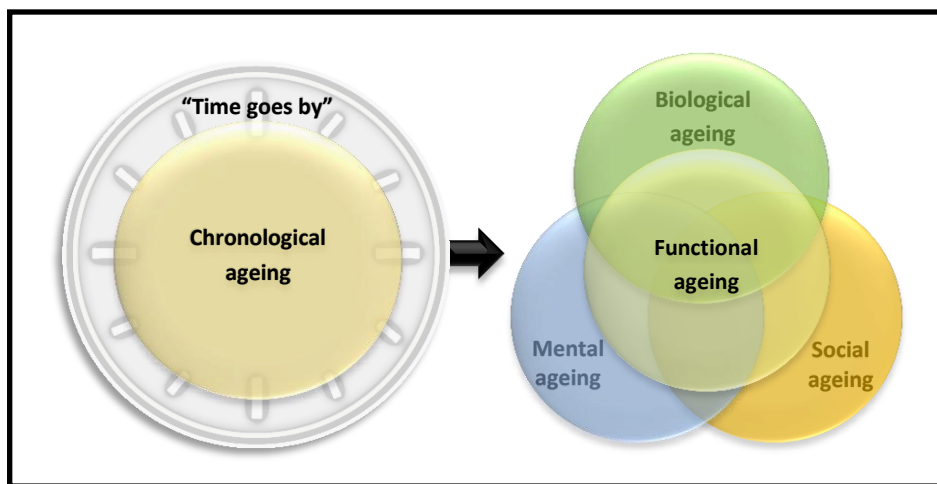 “Time goes by”
Chronological
ageing
Biological
ageing
Functional
ageing
Mental
ageing
Social
ageing